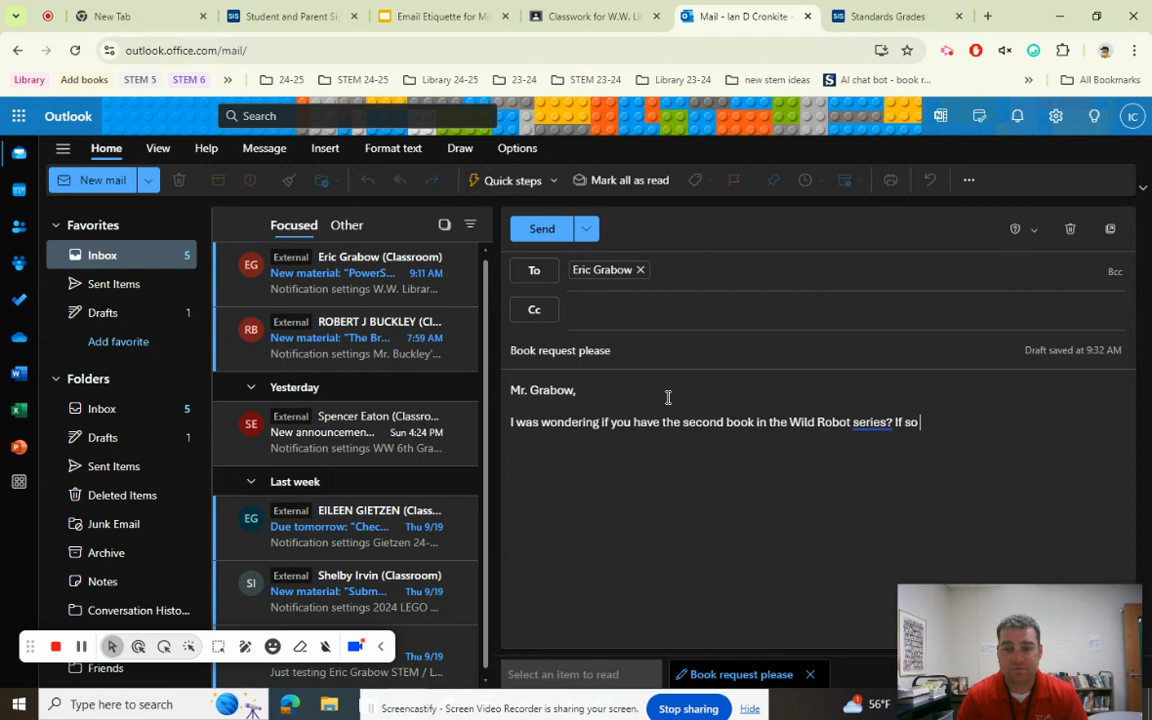 New Tab
Student and Parent Si
Email Etiquette for Mi
Classwork for W.W. Li
Mail - Ian D Cronkite
Standards Grades
outlook.office.com/mail/
Library
Add books
STEM 5
STEM 6
24-25
STEM 24-25
Library 24-25
23-24
STEM 23-24
Library 23-24
new stem ideas
AI chat bot - book r...
All Bookmarks
Outlook
Search
IC
Home
View
Help
Message
Insert
Format text
Draw
Options
New mail
Quick steps
Mark all as read
Favorites
Inbox 5
Sent Items
Drafts 1
Add favorite
Folders
Inbox 5
Drafts 1
Sent Items
Deleted Items
Junk Email
Archive
Notes
Conversation Histo...
Friends
Focused
Other
EG
External Eric Grabow (Classroom)
New material: "PowerS... 9:11 AM
Notification settings W.W. Librar...
RB
External ROBERT J BUCKLEY (Cl...
New material: "The Br... 7:59 AM
Notification settings Mr. Buckley'...
Yesterday
SE
External Spencer Eaton (Classro...
New announcemen... Sun 4:24 PM
Notification settings WW 6th Gra...
Last week
EG
External EILEEN GIETZEN (Class...
Due tomorrow: "Chec... Thu 9/19
Notification settings Gietzen 24-...
SI
External Shelby Irvin (Classroom)
New material: "Subm... Thu 9/19
Notification settings 2024 LEGO ...
Thu 9/19
Just testing Eric Grabow STEM / L...
Send
To
Eric Grabow
Bcc
Cc
Book request please
Draft saved at 9:32 AM
Mr. Grabow,
I was wondering if you have the second book in the Wild Robot series? If so
Select an item to read
Book request please
Type here to search
Screencastify - Screen Video Recorder is sharing your screen.
Stop sharing
Hide
56°F